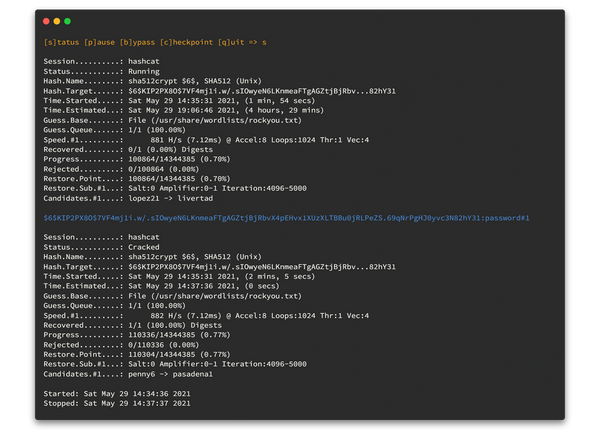 [s]tatus [p]ause [b]ypass [c]heckpoint [q]uit => s
Session..........: hashcat
Status...........: Running
Hash.Name........: sha512crypt $6$, SHA512 (Unix)
Hash.Target......: $6$KIP2PX8O$7VF4mj1i.w/.sIOwyeN6LKnmeaFTgAGZtjBjRbv...82hY31
Time.Started.....: Sat May 29 14:35:31 2021, (1 min, 54 secs)
Time.Estimated...: Sat May 29 19:06:46 2021, (4 hours, 29 mins)
Guess.Base.......: File (/usr/share/wordlists/rockyou.txt)
Guess.Queue......: 1/1 (100.00%)
Speed.#1.........:      881 H/s (7.12ms) @ Accel:8 Loops:1024 Thr:1 Vec:4
Recovered........: 0/1 (0.00%) Digests
Progress.........: 100864/14344385 (0.70%)
Rejected.........: 0/100864 (0.00%)
Restore.Point....: 100864/14344385 (0.70%)
Restore.Sub.#1...: Salt:0 Amplifier:0-1 Iteration:4096-5000
Candidates.#1....: lopez21 -> livertad
$6$KIP2PX8O$7VF4mj1i.w/.sIOwyeN6LKnmeaFTgAGZtjBjRbvX4pEHvx1XUzXLTBBu0jRLPeZS.69qNrPgHJ0yvc3N82hY31:password#1
Session..........: hashcat
Status...........: Cracked
Hash.Name........: sha512crypt $6$, SHA512 (Unix)
Hash.Target......: $6$KIP2PX8O$7VF4mj1i.w/.sIOwyeN6LKnmeaFTgAGZtjBjRbv...82hY31
Time.Started.....: Sat May 29 14:35:31 2021, (2 mins, 5 secs)
Time.Estimated...: Sat May 29 14:37:36 2021, (0 secs)
Guess.Base.......: File (/usr/share/wordlists/rockyou.txt)
Guess.Queue......: 1/1 (100.00%)
Speed.#1.........:      882 H/s (7.12ms) @ Accel:8 Loops:1024 Thr:1 Vec:4
Recovered........: 1/1 (100.00%) Digests
Progress.........: 110336/14344385 (0.77%)
Rejected.........: 0/110336 (0.00%)
Restore.Point....: 110304/14344385 (0.77%)
Restore.Sub.#1...: Salt:0 Amplifier:0-1 Iteration:4096-5000
Candidates.#1....: penny6 -> pasadena1
Started: Sat May 29 14:34:36 2021
Stopped: Sat May 29 14:37:37 2021